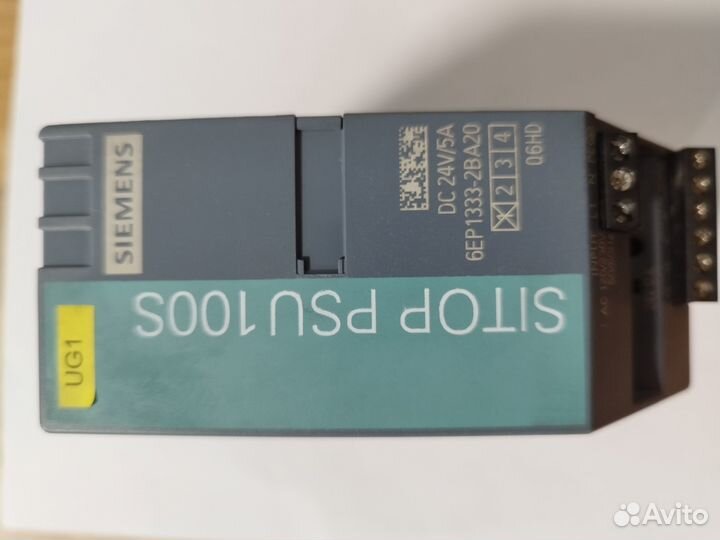 SIEMENS
UG1
SITOP PSU100S
DC 24V/5A
6EP1333-2BA20
X 2 3 4
Q6HD
Avito